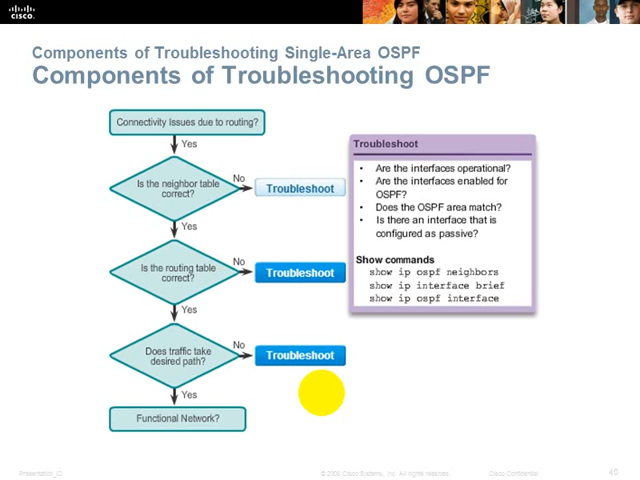 CISCO
Components of Troubleshooting Single-Area OSPF
Components of Troubleshooting OSPF
Connectivity Issues due to routing?
Yes
Is the neighbor table
correct?
No
Troubleshoot
Yes
Is the routing table
correct?
No
Troubleshoot
Yes
Does traffic take
desired path?
No
Troubleshoot
Yes
Functional Network?
Troubleshoot
• Are the interfaces operational?
• Are the interfaces enabled for
OSPF?
• Does the OSPF area match?
• Is there an interface that is
configured as passive?
Show commands
show ip ospf neighbors
show ip interface brief
show ip ospf interface
Presentation_ID
© 2008 Cisco Systems, Inc. All rights reserved.
Cisco Confidential
40